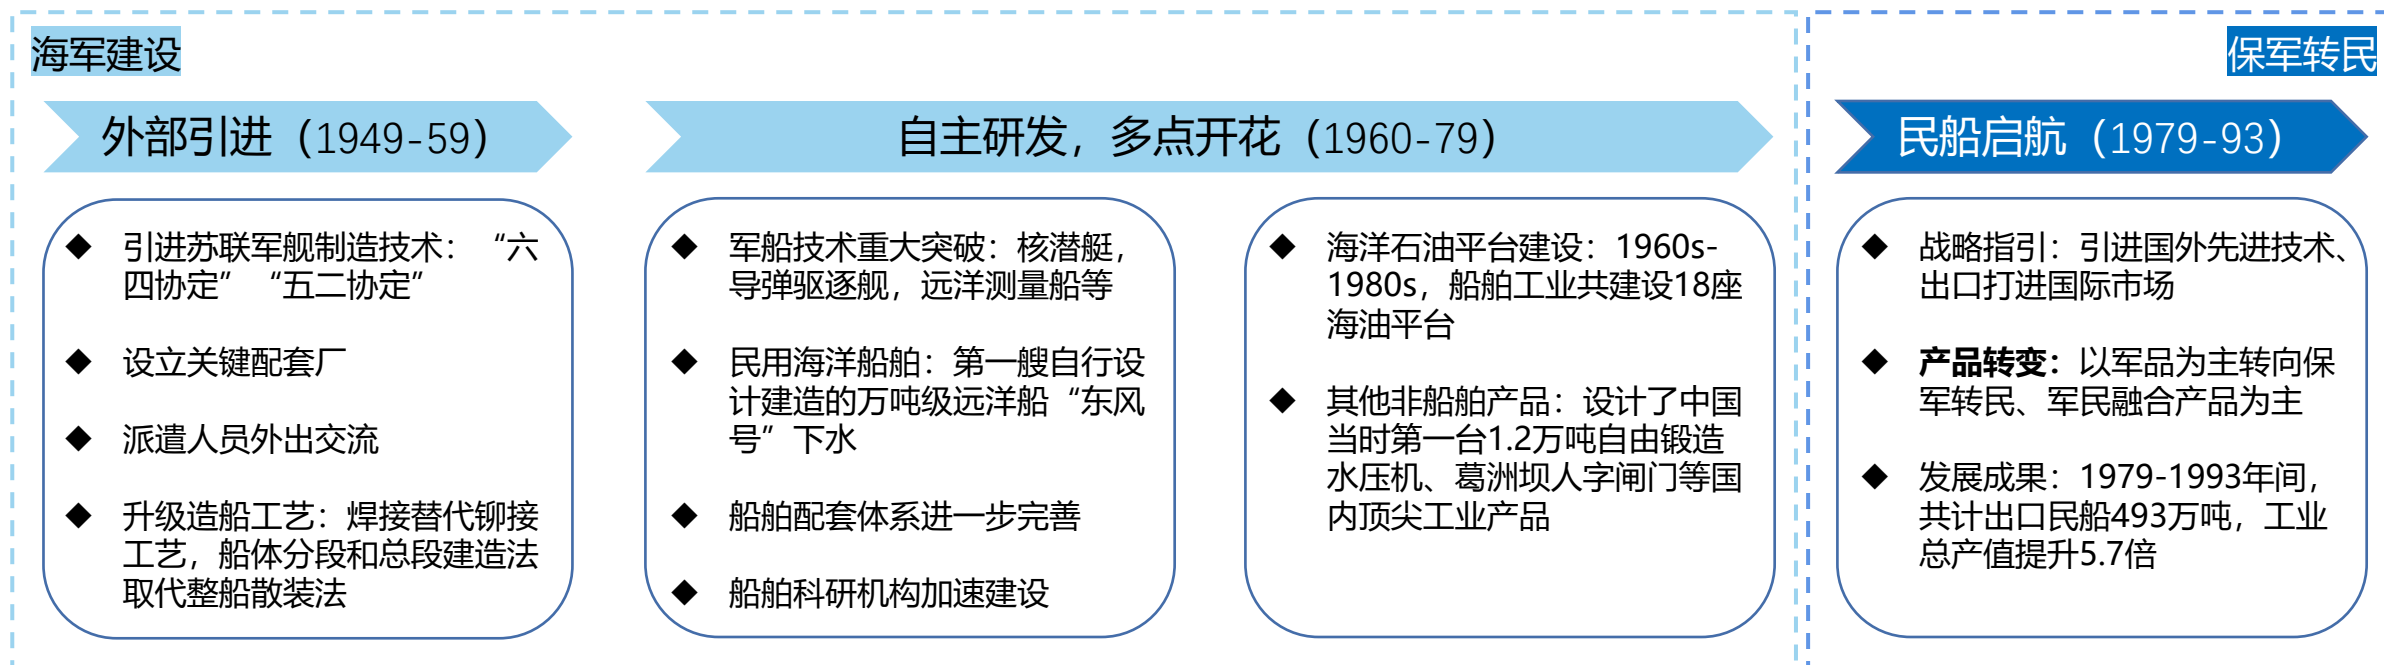 海军建设
保军转民
外部引进（1949-59）
自主研发，多点开花（1960-79）
民船启航（1979-93）
◆ 引进苏联军舰制造技术：“六
四协定”“五二协定”
◆ 设立关键配套厂
◆ 派遣人员外出交流
◆ 升级造船工艺：焊接替代铆接
工艺，船体分段和总段建造法
取代整船散装法
◆ 军船技术重大突破：核潜艇，
导弹驱逐舰，远洋测量船等
◆ 民用海洋船舶：第一艘自行设
计建造的万吨级远洋船“东风
号”下水
◆ 船舶配套体系进一步完善
◆ 船舶科研机构加速建设
◆ 海洋石油平台建设：1960s-
1980s，船舶工业共建设18座
海油平台
◆ 其他非船舶产品：设计了中国
当时第一台1.2万吨自由锻造
水压机、葛洲坝人字闸门等国
内顶尖工业产品
◆ 战略指引：引进国外先进技术、
出口打进国际市场
◆ 产品转变：以军品为主转向保
军转民、军民融合产品为主
◆ 发展成果：1979-1993年间，
共计出口民船493万吨，工业
总产值提升5.7倍